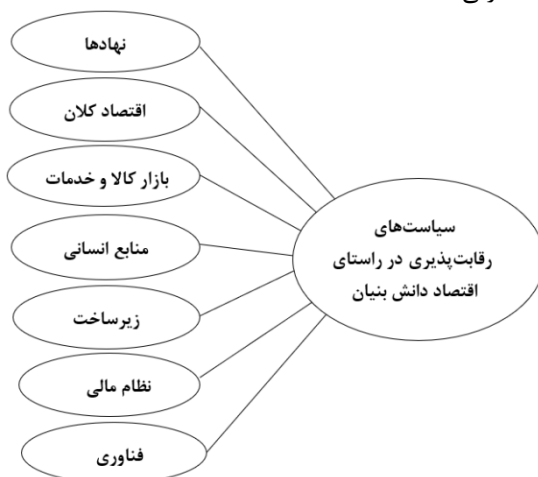 نهادها
اقتصاد کلان
بازار کالا و خدمات
منابع انسانی
زیرساخت
نظام مالی
فناوری
سیاست‌های
رقابت‌پذیری در راستای
اقتصاد دانش بنیان